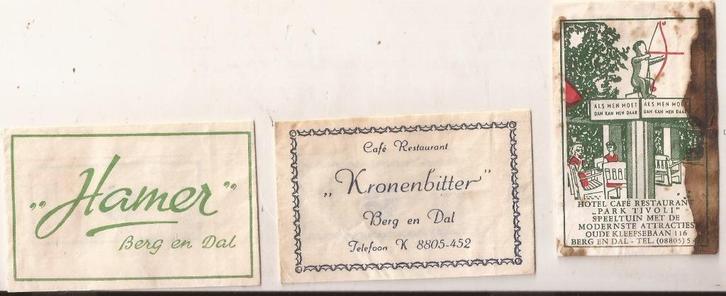 „Hamer"
Berg en Dal
Café Restaurant
„Kronenbitter"
Berg en Dal
Telefoon K 8805-452
ALS MEN MOET
DAN KAN MEN DAAR
ALS MEN MOET
DAN KAN MEN DAAR
HOTEL CAFÉ RESTAURANT
„PARK TIVOLI"
SPEELTUIN MET DE
MODERNSTE ATTRACTIES
OUDE KLEEFSEBAAN 116
BERG EN DAL - TEL. (08805)